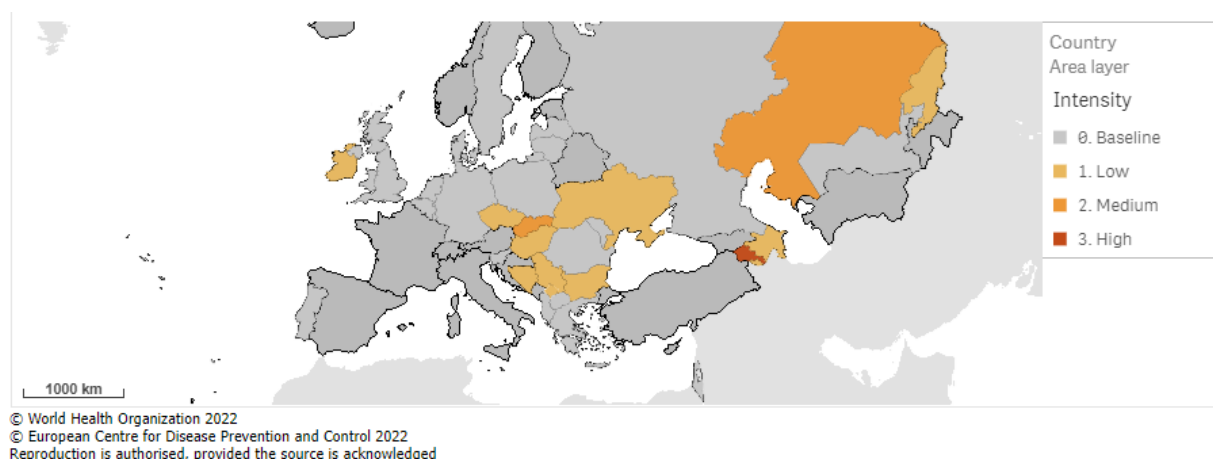 Country
Area layer
Intensity
0. Baseline
1. Low
2. Medium
3. High
1000 km
© World Health Organization 2022
© European Centre for Disease Prevention and Control 2022
Reproduction is authorised, provided the source is acknowledged